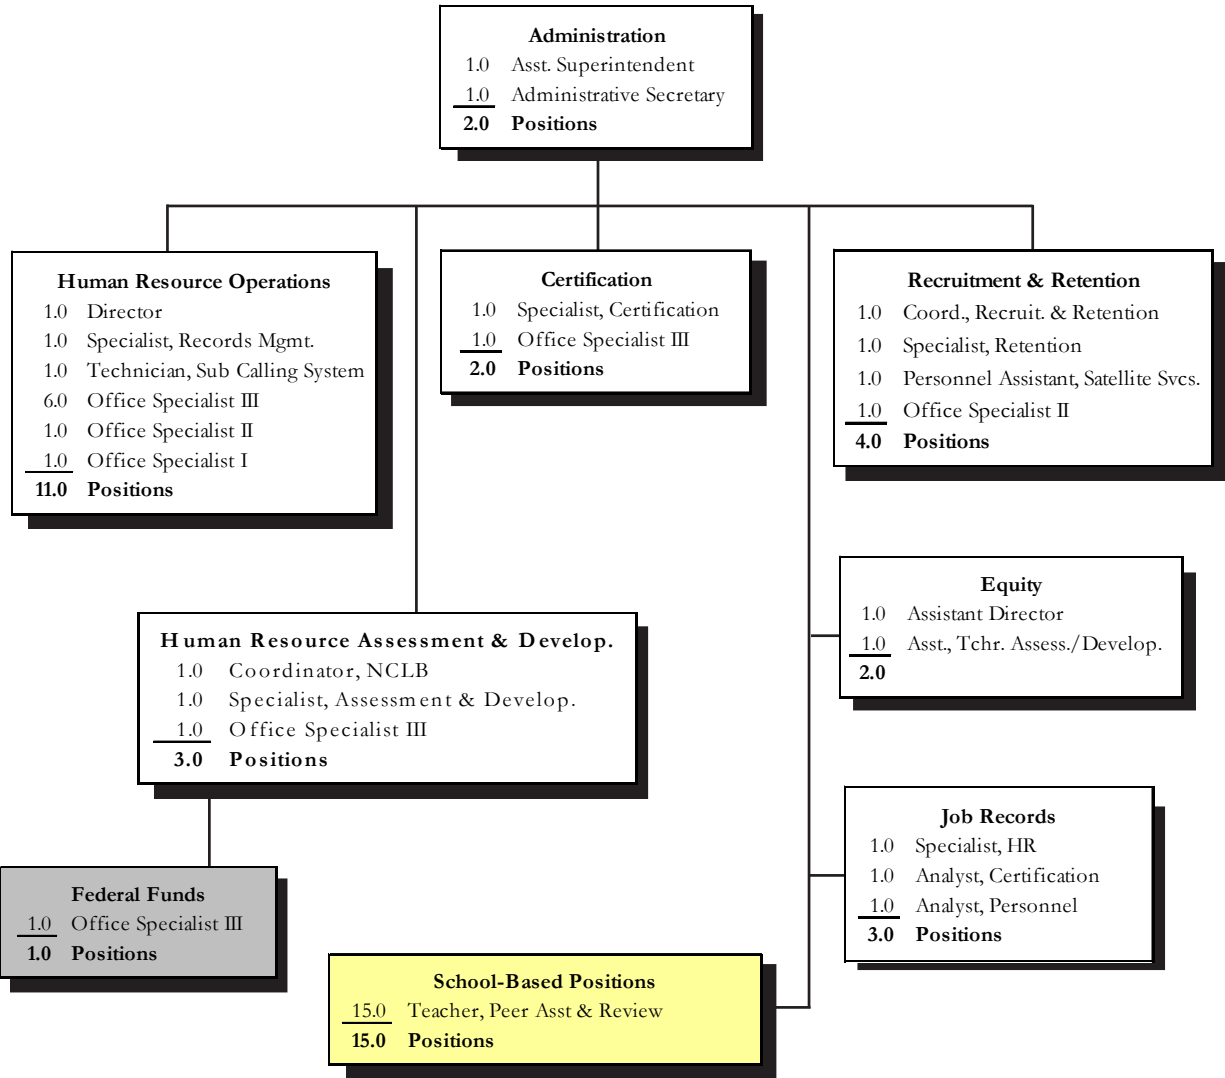 Administration
1.0 Asst. Superintendent
1.0 Administrative Secretary
2.0 Positions
Human Resource Operations
1.0 Director
1.0 Specialist, Records Mgmt.
1.0 Technician, Sub Calling System
6.0 Office Specialist III
1.0 Office Specialist II
1.0 Office Specialist I
11.0 Positions
Certification
1.0 Specialist, Certification
1.0 Office Specialist III
2.0 Positions
Recruitment & Retention
1.0 Coord., Recruit. & Retention
1.0 Specialist, Retention
1.0 Personnel Assistant, Satellite Svcs.
1.0 Office Specialist II
4.0 Positions
Equity
1.0 Assistant Director
1.0 Asst., Tchr. Assess./Develop.
2.0
Human Resource Assessment & Develop.
1.0 Coordinator, NCLB
1.0 Specialist, Assessment & Develop.
1.0 Office Specialist III
3.0 Positions
Job Records
1.0 Specialist, HR
1.0 Analyst, Certification
1.0 Analyst, Personnel
3.0 Positions
Federal Funds
1.0 Office Specialist III
1.0 Positions
School-Based Positions
15.0 Teacher, Peer Asst & Review
15.0 Positions